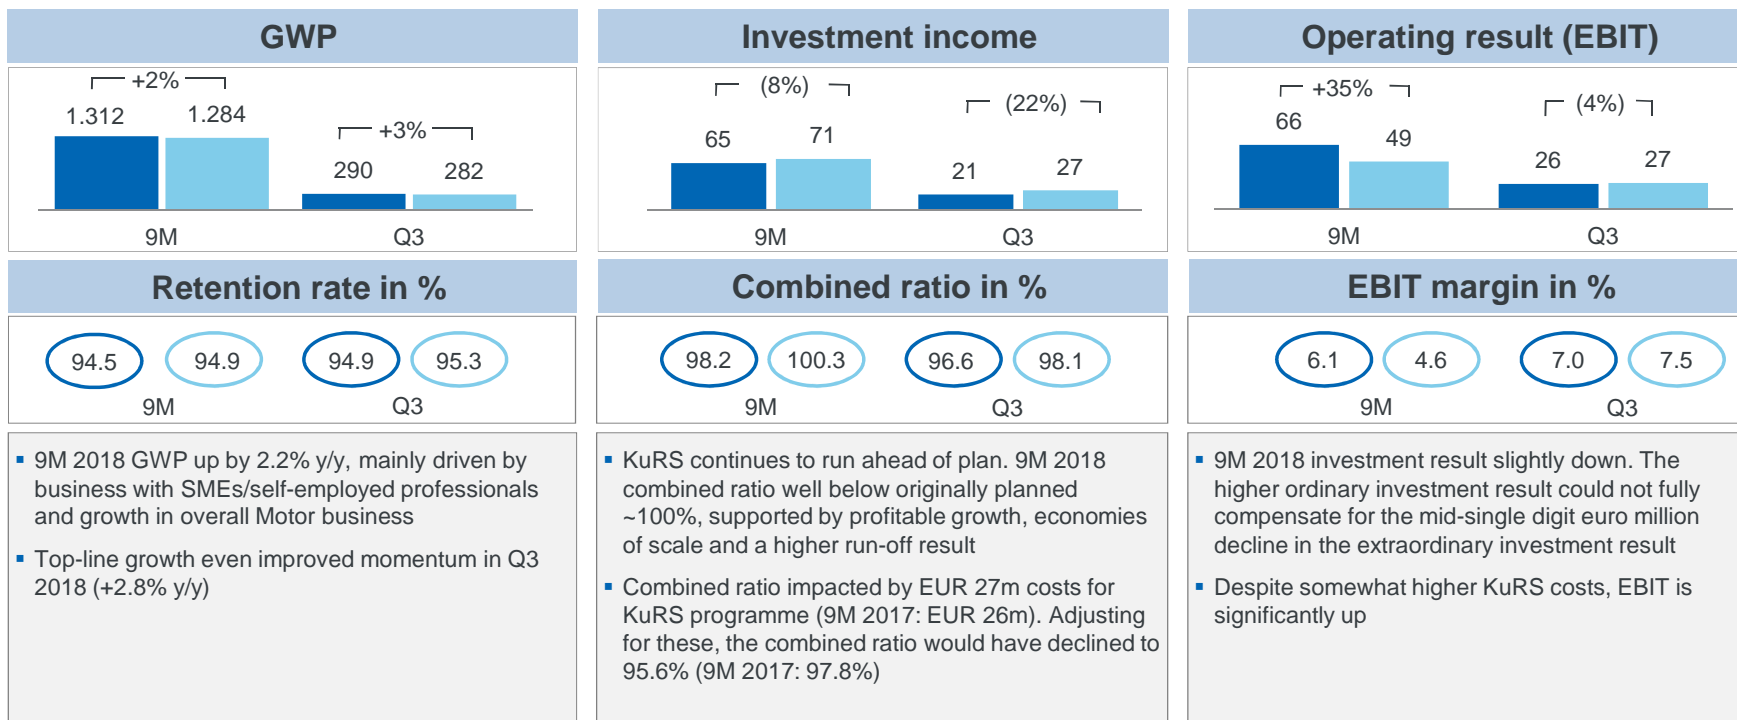 GWP
+2%
1.312
1.284
+3%
290
282
9M
Q3
Investment income
(8%)
65
71
(22%)
21
27
9M
Q3
Operating result (EBIT)
+35%
66
49
(4%)
26
27
9M
Q3
Retention rate in %
94.5
94.9
94.9
95.3
9M
Q3
Combined ratio in %
98.2
100.3
96.6
98.1
9M
Q3
EBIT margin in %
6.1
4.6
7.0
7.5
9M
Q3
▪ 9M 2018 GWP up by 2.2% y/y, mainly driven by
business with SMEs/self-employed professionals
and growth in overall Motor business
▪ Top-line growth even improved momentum in Q3
2018 (+2.8% y/y)
▪ KuRS continues to run ahead of plan. 9M 2018
combined ratio well below originally planned
~100%, supported by profitable growth, economies
of scale and a higher run-off result
▪ Combined ratio impacted by EUR 27m costs for
KuRS programme (9M 2017: EUR 26m). Adjusting
for these, the combined ratio would have declined to
95.6% (9M 2017: 97.8%)
▪ 9M 2018 investment result slightly down. The
higher ordinary investment result could not fully
compensate for the mid-single digit euro million
decline in the extraordinary investment result
▪ Despite somewhat higher KuRS costs, EBIT is
significantly up